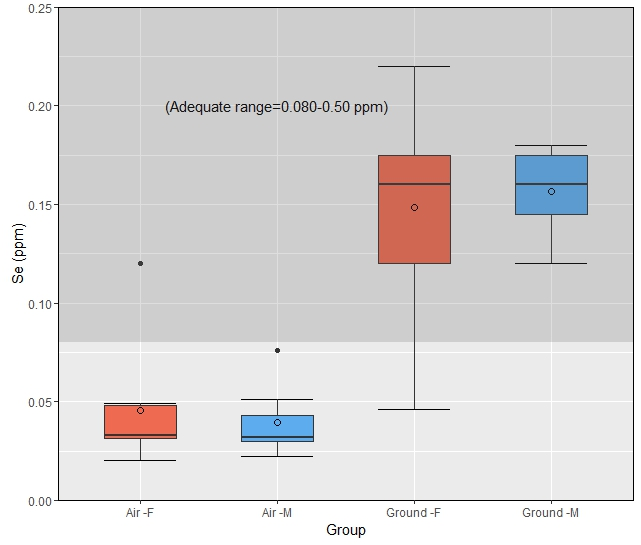 0.25
0.20
0.15
0.10
0.05
0.00
Se (ppm)
(Adequate range=0.080-0.50 ppm)
Air -F
Air -M
Ground -F
Ground -M
Group